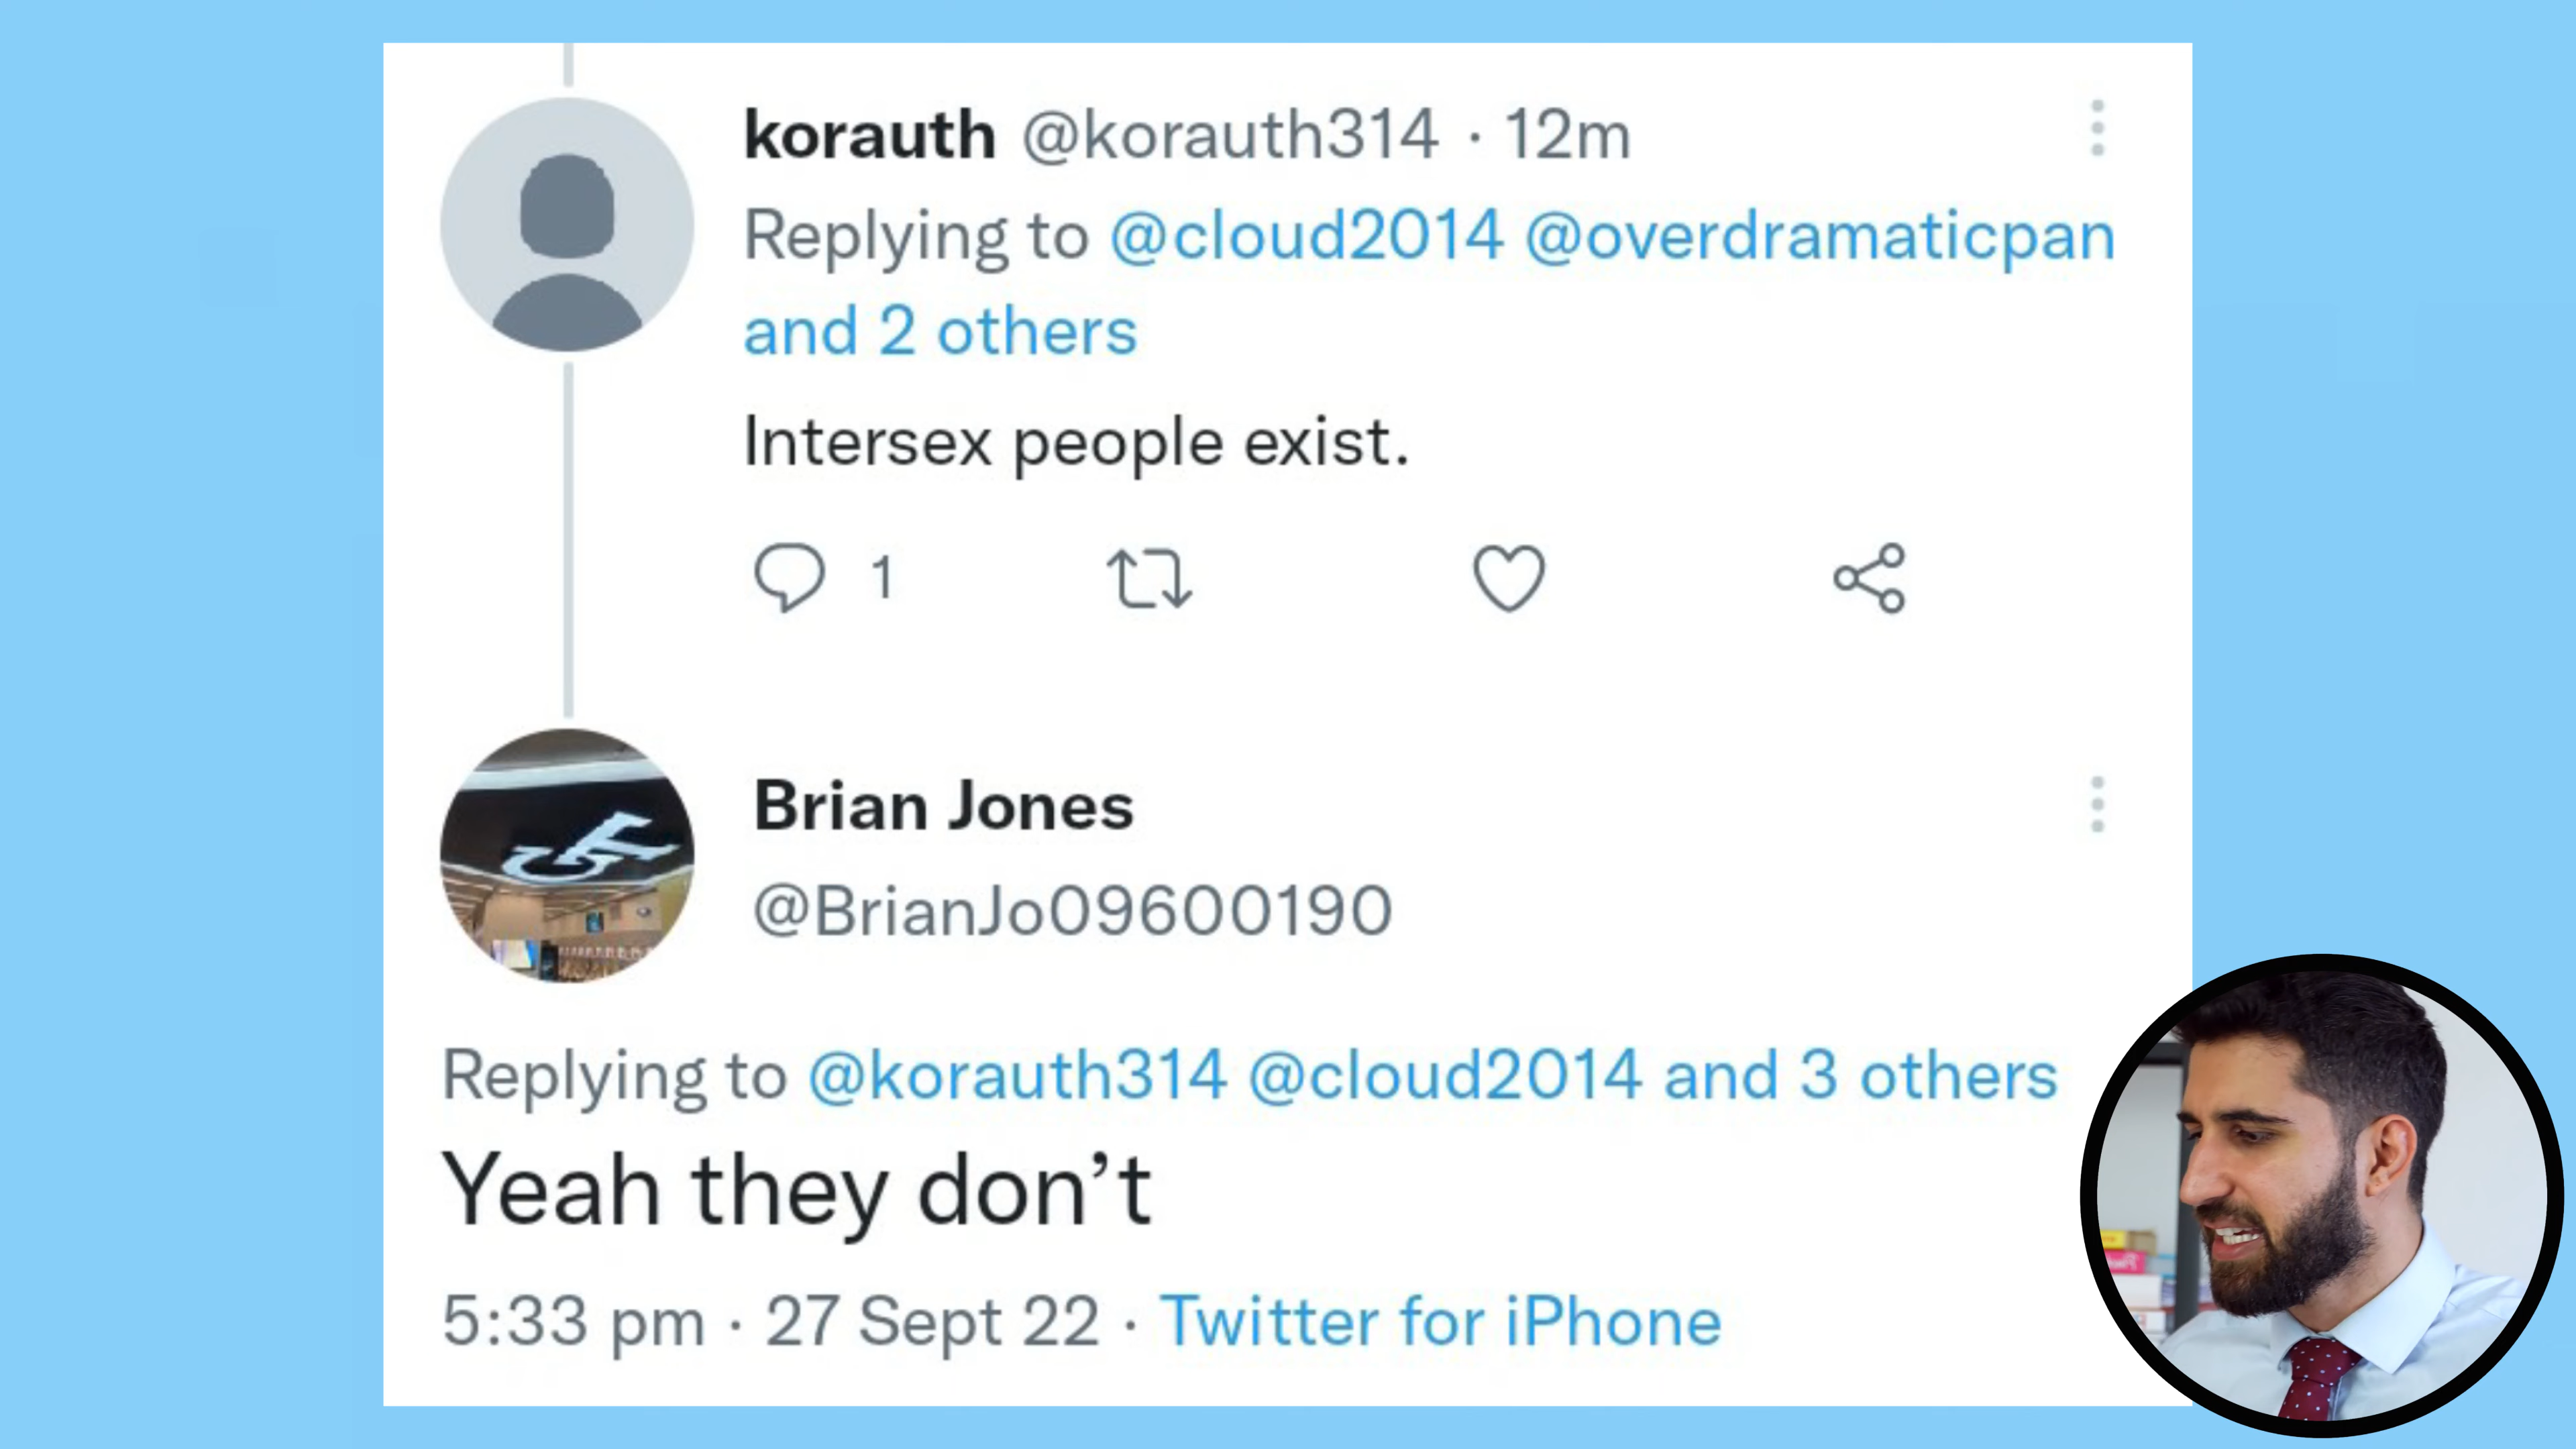 korauth @korauth314 · 12m
Replying to @cloud2014 @overdramaticpan
and 2 others
Intersex people exist.
1
Brian Jones
@BrianJo09600190
Replying to @korauth314 @cloud2014 and 3 others
Yeah they don’t
5:33 pm · 27 Sept 22 · Twitter for iPhone